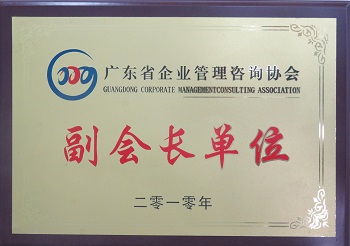 广东省企业管理咨询协会
GUANGDONG CORPORATE MANAGEMENTCONSULTING ASSOCIATION
副会长单位
二零一零年